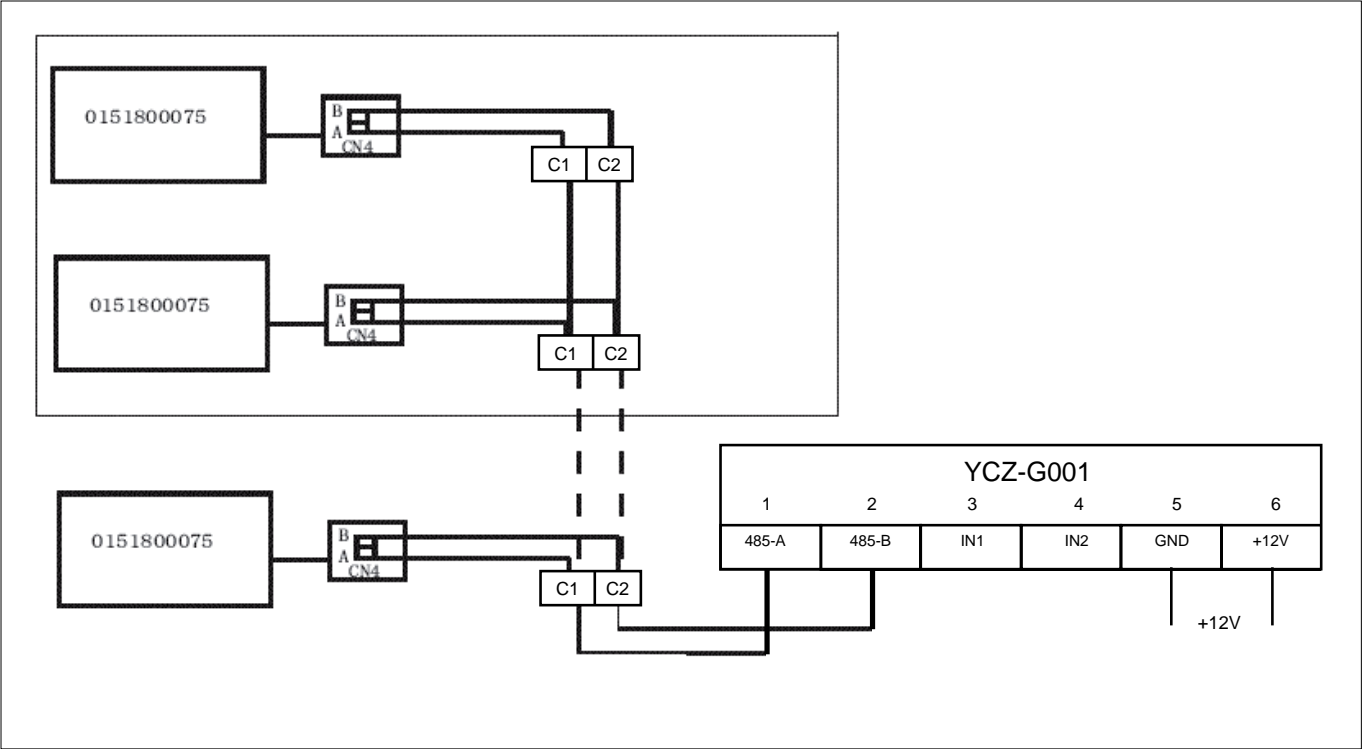 0151800075
B
A
CN4
C1 C2
0151800075
B
A
CN4
C1 C2
YCZ-G001
1 2 3 4 5 6
485-A 485-B IN1 IN2 GND +12V
+12V
0151800075
B
A
CN4
C1 C2